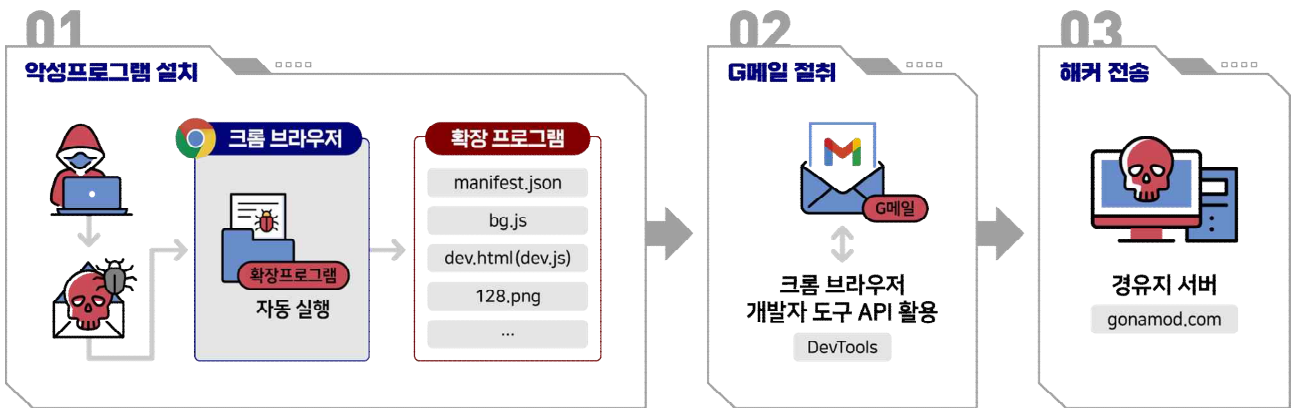 01
악성프로그램 설치
크롬 브라우저
확장프로그램
자동 실행
확장 프로그램
manifest.json
bg.js
dev.html(dev.js)
128.png
...
02
G메일 절취
G메일
크롬 브라우저
개발자 도구 API 활용
DevTools
03
해커 전송
경유지 서버
gonamod.com